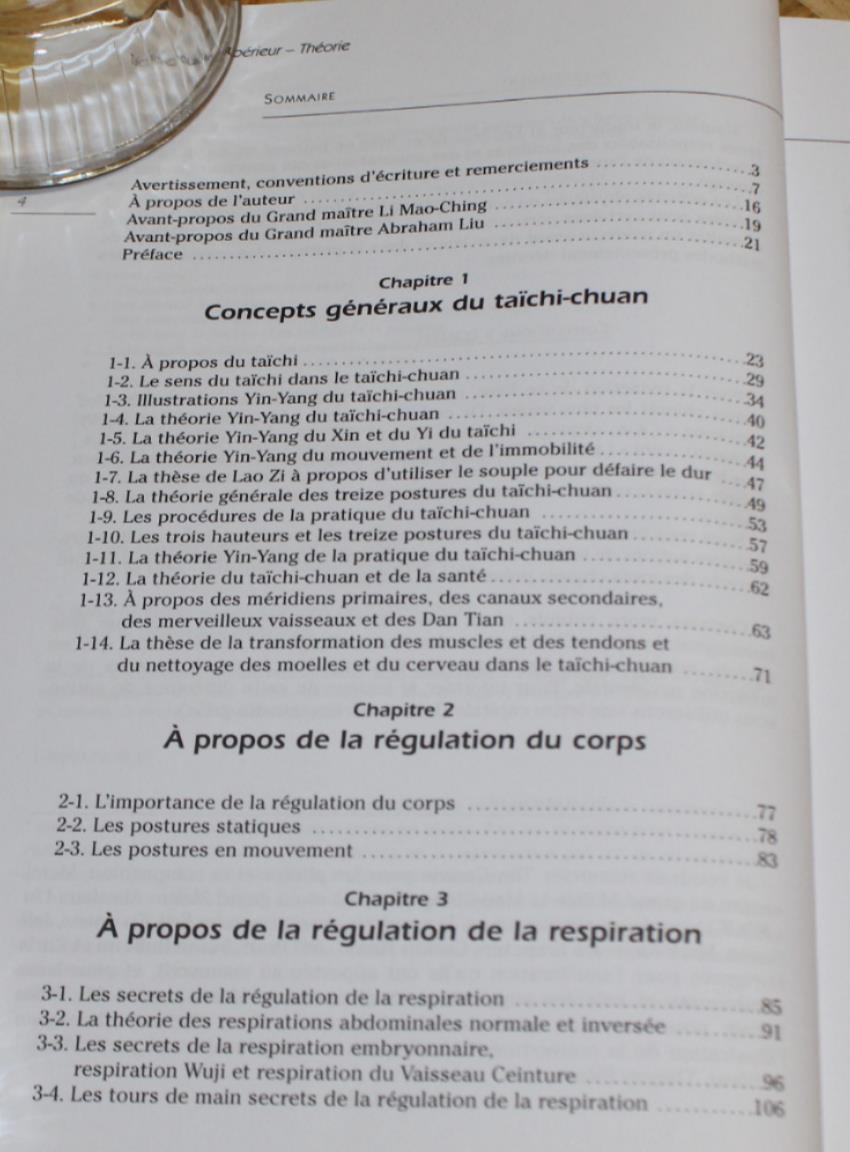 Supérieur – Théorie
SOMMAIRE
4
Avertissement, conventions d'écriture et remerciements ..... 3
À propos de l'auteur ..... 7
Avant-propos du Grand maître Li Mao-Ching ..... 16
Avant-propos du Grand maître Abraham Liu ..... 19
Préface ..... 21
Chapitre 1
Concepts généraux du taïchi-chuan
1-1. À propos du taïchi ..... 23
1-2. Le sens du taïchi dans le taïchi-chuan ..... 29
1-3. Illustrations Yin-Yang du taïchi-chuan ..... 34
1-4. La théorie Yin-Yang du taïchi-chuan ..... 40
1-5. La théorie Yin-Yang du Xin et du Yi du taïchi ..... 42
1-6. La théorie Yin-Yang du mouvement et de l'immobilité ..... 44
1-7. La thèse de Lao Zi à propos d'utiliser le souple pour défaire le dur ..... 47
1-8. La théorie générale des treize postures du taïchi-chuan ..... 49
1-9. Les procédures de la pratique du taïchi-chuan ..... 53
1-10. Les trois hauteurs et les treize postures du taïchi-chuan ..... 57
1-11. La théorie Yin-Yang de la pratique du taïchi-chuan ..... 59
1-12. La théorie du taïchi-chuan et de la santé ..... 62
1-13. À propos des méridiens primaires, des canaux secondaires,
des merveilleux vaisseaux et des Dan Tian ..... 63
1-14. La thèse de la transformation des muscles et des tendons et
du nettoyage des moelles et du cerveau dans le taïchi-chuan ..... 71
Chapitre 2
À propos de la régulation du corps
2-1. L'importance de la régulation du corps ..... 77
2-2. Les postures statiques ..... 78
2-3. Les postures en mouvement ..... 83
Chapitre 3
À propos de la régulation de la respiration
3-1. Les secrets de la régulation de la respiration ..... 85
3-2. La théorie des respirations abdominales normale et inversée ..... 91
3-3. Les secrets de la respiration embryonnaire,
respiration Wuji et respiration du Vaisseau Ceinture ..... 96
3-4. Les tours de main secrets de la régulation de la respiration ..... 106